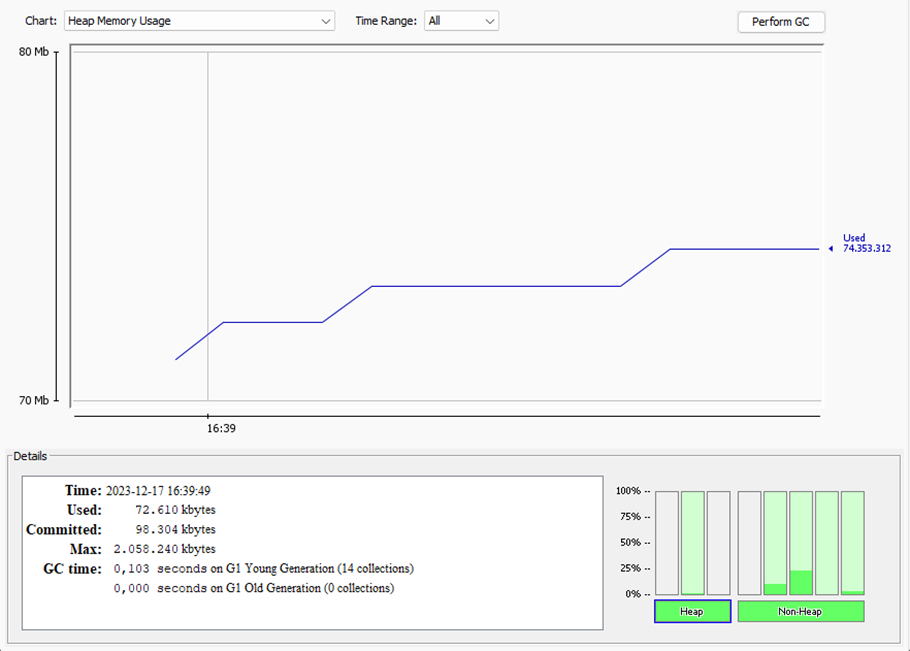 Chart: Heap Memory Usage Time Range: All Perform GC
80 Mb
Used
74.353.312
70 Mb
16:39
Details
Time: 2023-12-17 16:39:49
Used: 72.610 kbytes
Committed: 98.304 kbytes
Max: 2.058.240 kbytes
GC time: 0,103 seconds on G1 Young Generation (14 collections)
0,000 seconds on G1 Old Generation (0 collections)
100% --
75% --
50% --
25% --
0% --
Heap Non-Heap